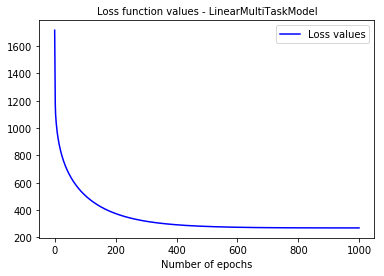 Loss function values - LinearMultiTaskModel
Loss values
1600
1400
1200
1000
800
600
400
200
0 200 400 600 800 1000
Number of epochs